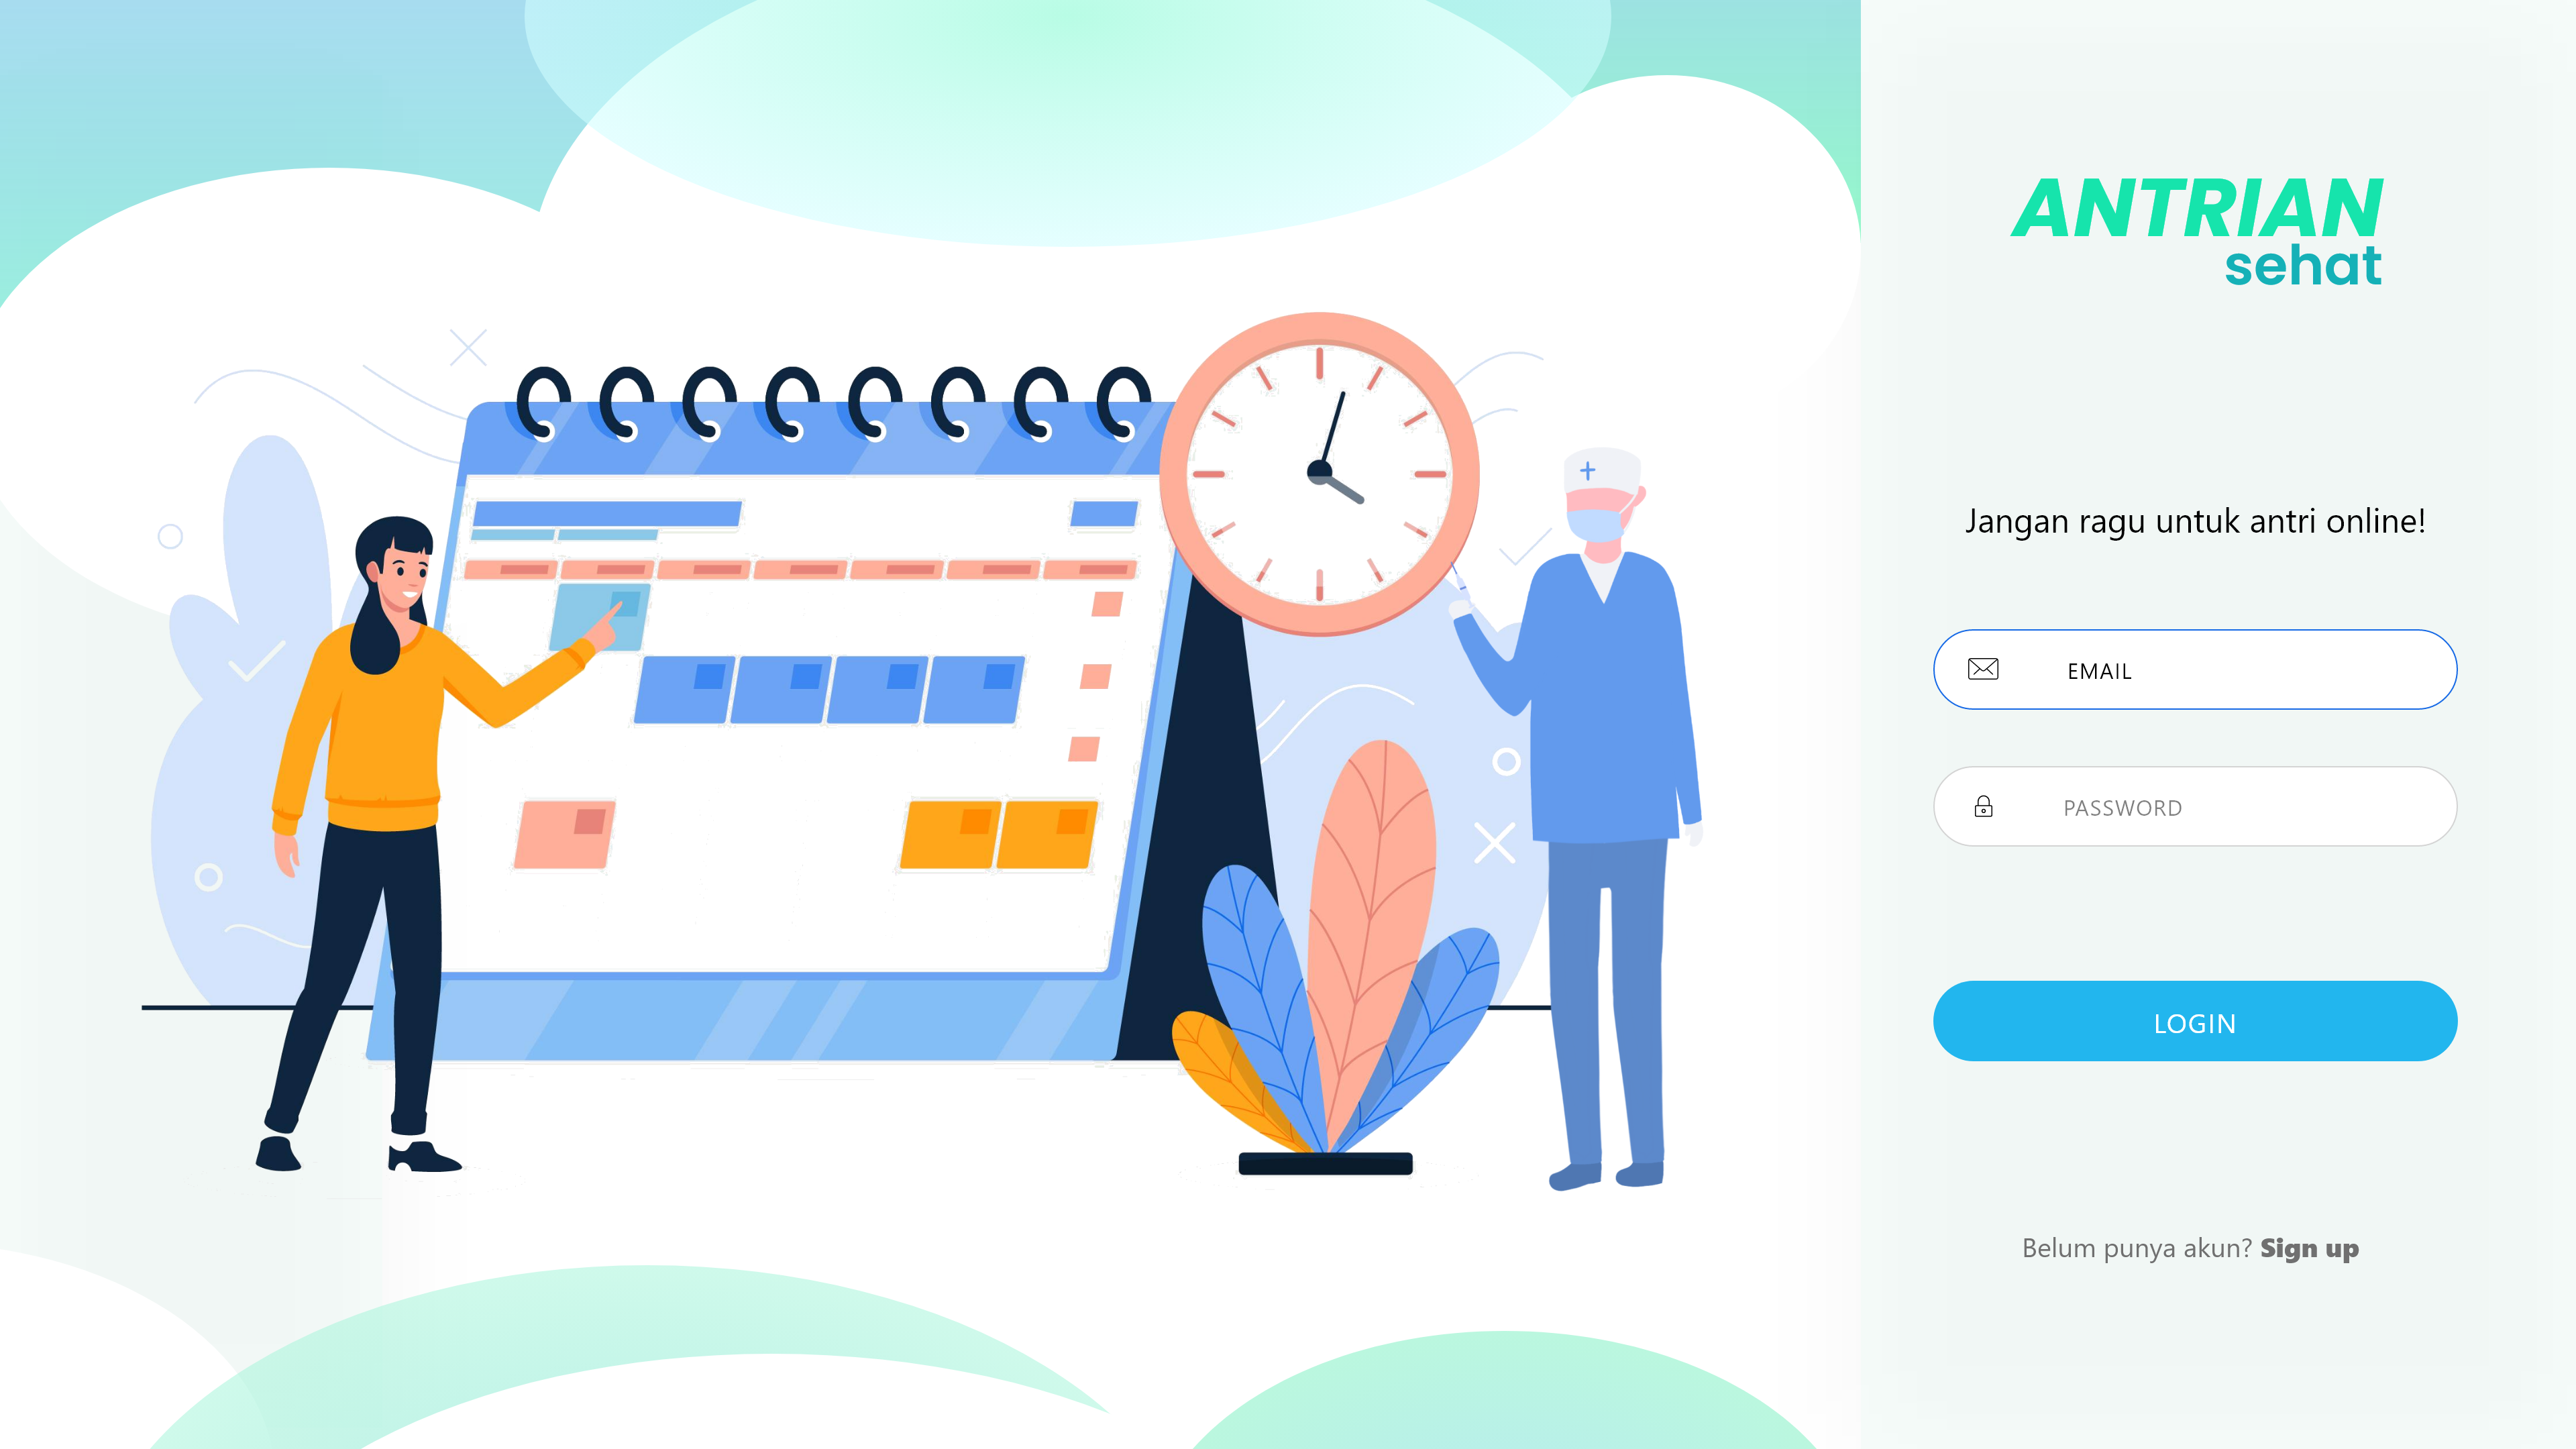 ANTRIAN
sehat
Jangan ragu untuk antri online!
EMAIL
PASSWORD
LOGIN
Belum punya akun? Sign up